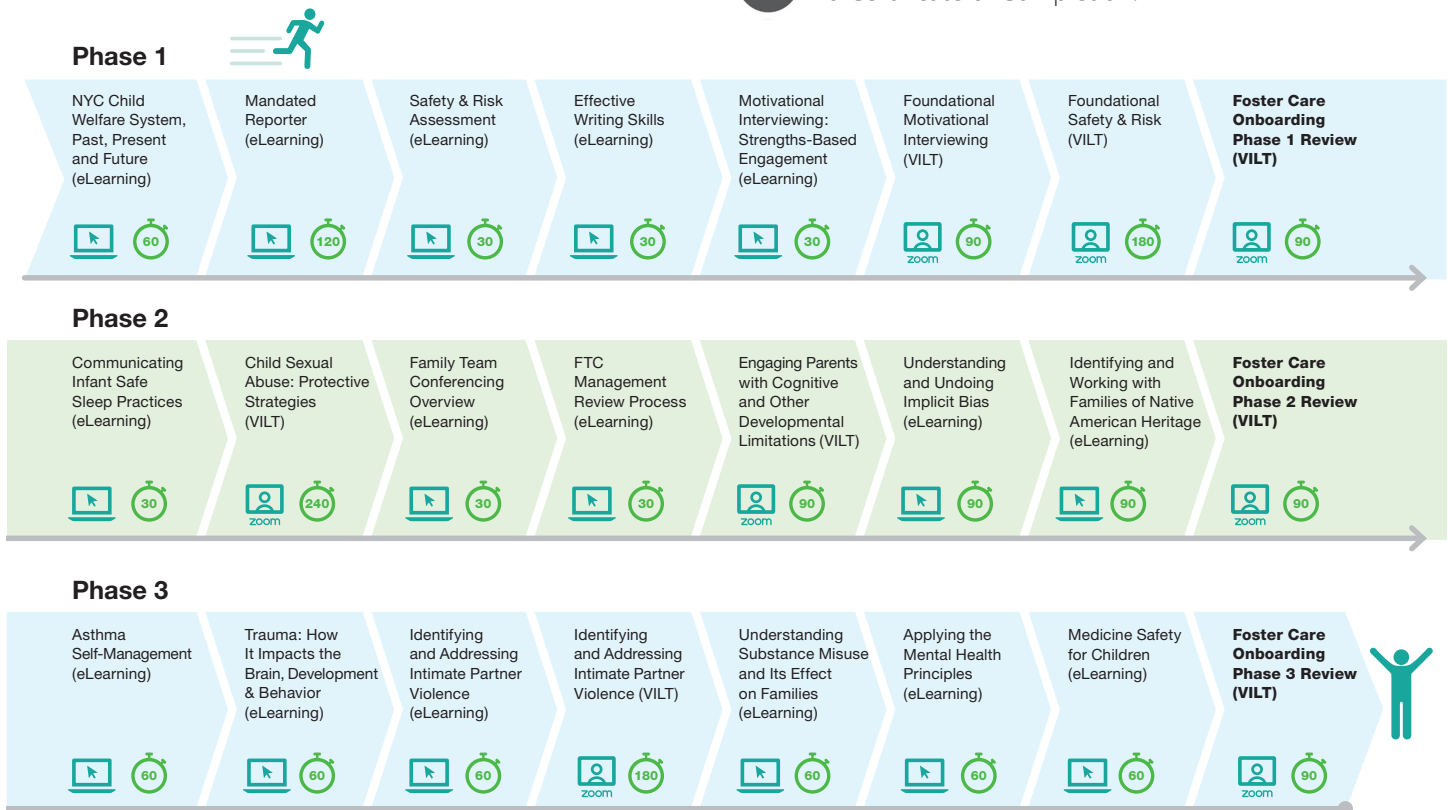 Phase 1
NYC Child
Welfare System,
Past, Present
and Future
(eLearning)
60
Mandated
Reporter
(eLearning)
120
Safety & Risk
Assessment
(eLearning)
30
Effective
Writing Skills
(eLearning)
30
Motivational
Interviewing:
Strengths-Based
Engagement
(eLearning)
30
Foundational
Motivational
Interviewing
(VILT)
zoom
90
Foundational
Safety & Risk
(VILT)
zoom
180
Foster Care
Onboarding
Phase 1 Review
(VILT)
zoom
90
Phase 2
Communicating
Infant Safe
Sleep Practices
(eLearning)
30
Child Sexual
Abuse: Protective
Strategies
(VILT)
zoom
240
Family Team
Conferencing
Overview
(eLearning)
30
FTC
Management
Review Process
(eLearning)
30
Engaging Parents
with Cognitive
and Other
Developmental
Limitations (VILT)
zoom
90
Understanding
and Undoing
Implicit Bias
(eLearning)
90
Identifying and
Working with
Families of Native
American Heritage
(eLearning)
90
Foster Care
Onboarding
Phase 2 Review
(VILT)
zoom
90
Phase 3
Asthma
Self-Management
(eLearning)
60
Trauma: How
It Impacts the
Brain, Development
& Behavior
(eLearning)
60
Identifying
and Addressing
Intimate Partner
Violence
(eLearning)
60
Identifying
and Addressing
Intimate Partner
Violence (VILT)
zoom
180
Understanding
Substance Misuse
and Its Effect
on Families
(eLearning)
60
Applying the
Mental Health
Principles
(eLearning)
60
Medicine Safety
for Children
(eLearning)
60
Foster Care
Onboarding
Phase 3 Review
(VILT)
zoom
90